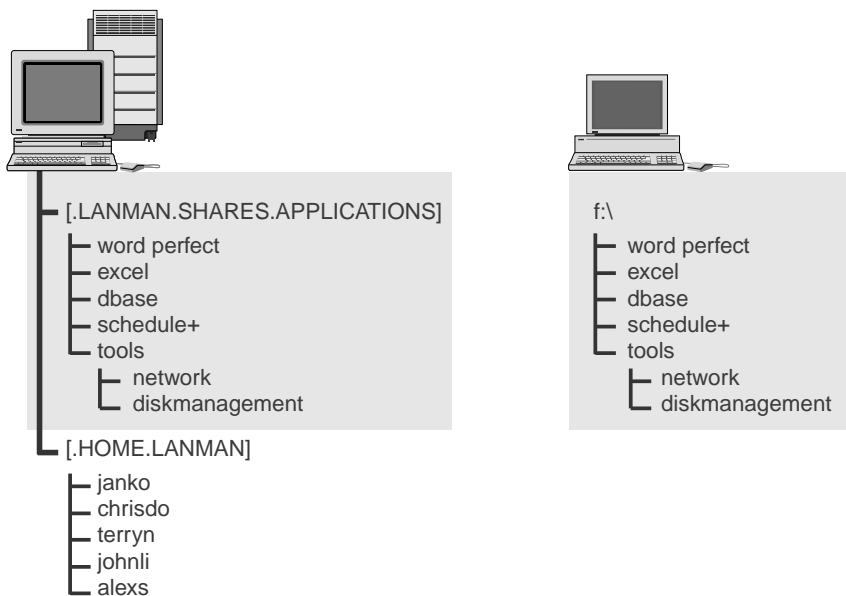 [.LANMAN.SHARES.APPLICATIONS]
word perfect
excel
dbase
schedule+
tools
network
diskmanagement
[.HOME.LANMAN]
janko
chrisdo
terryn
johnli
alexs
f:\
word perfect
excel
dbase
schedule+
tools
network
diskmanagement